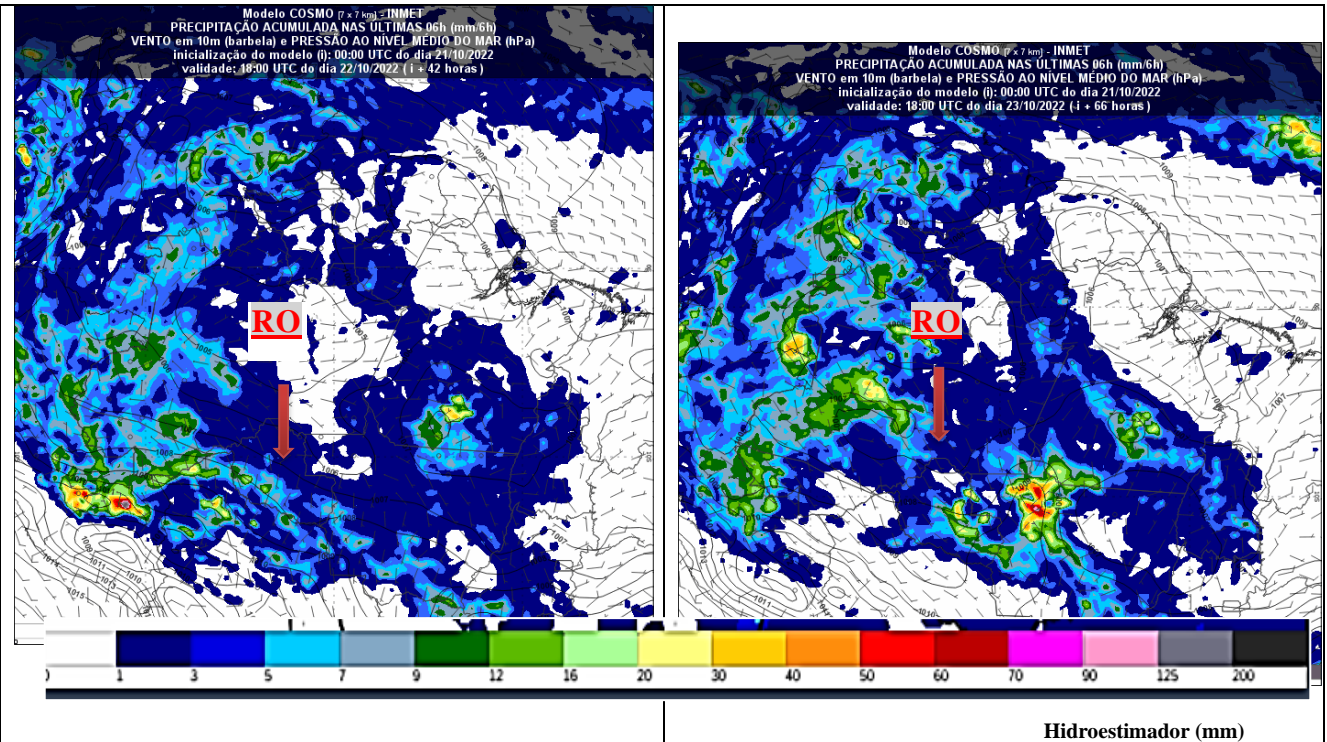 Modelo COSMO [7 x 7 km] - INMET
PRECIPITAÇÃO ACUMULADA NAS ÚLTIMAS 06h (mm/6h)
VENTO em 10m (barbela) e PRESSÃO AO NÍVEL MÉDIO DO MAR (hPa)
inicialização do modelo (i): 00:00 UTC do dia 21/10/2022
validade: 18:00 UTC do dia 22/10/2022 ( i + 42 horas )
RO
Modelo COSMO [7 x 7 km] - INMET
PRECIPITAÇÃO ACUMULADA NAS ÚLTIMAS 06h (mm/6h)
VENTO em 10m (barbela) e PRESSÃO AO NÍVEL MÉDIO DO MAR (hPa)
inicialização do modelo (i): 00:00 UTC do dia 21/10/2022
validade: 18:00 UTC do dia 23/10/2022 ( i + 66 horas )
RO
0 1 3 5 7 9 12 16 20 30 40 50 60 70 90 125 200
Hidroestimador (mm)